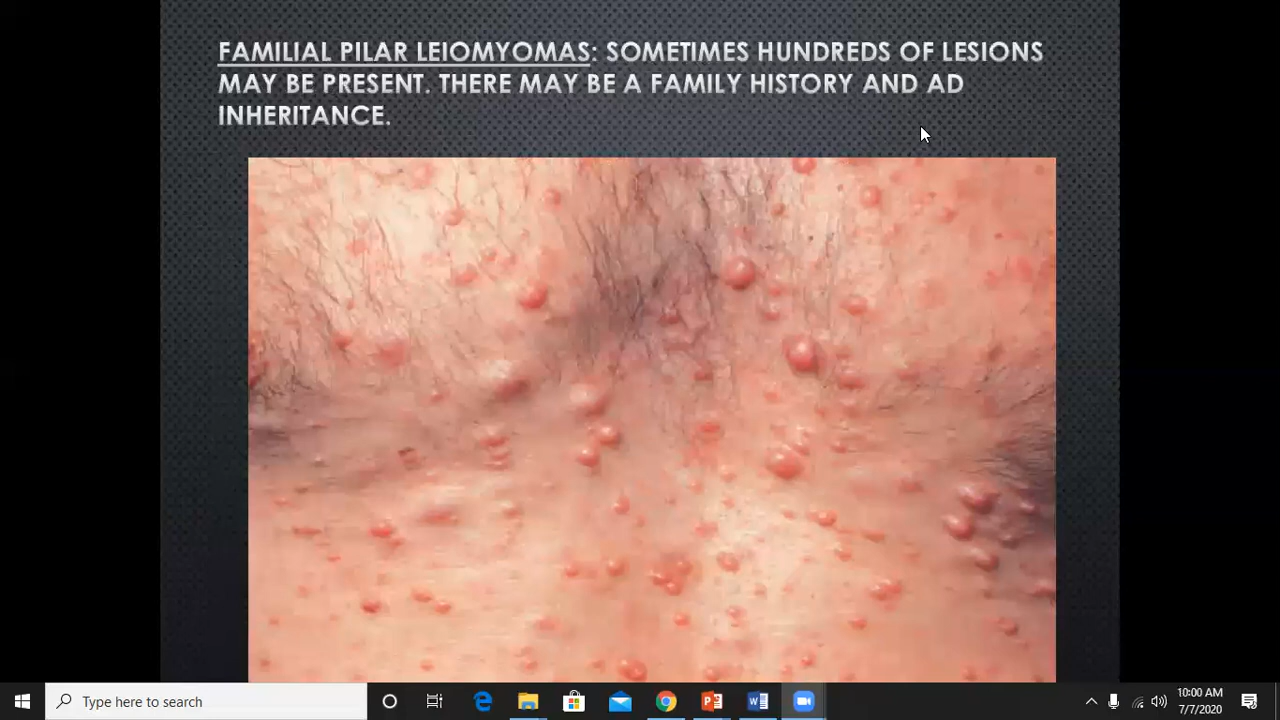 FAMILIAL PILAR LEIOMYOMAS: SOMETIMES HUNDREDS OF LESIONS
MAY BE PRESENT. THERE MAY BE A FAMILY HISTORY AND AD
INHERITANCE.
Type here to search
10:00 AM
7/7/2020